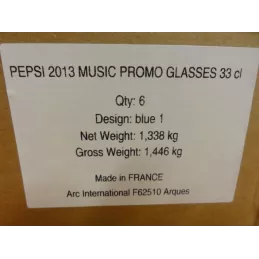 PEPSI 2013 MUSIC PROMO GLASSES 33 cl
Qty: 6
Design: blue 1
Net Weight: 1,338 kg
Gross Weight: 1,446 kg
Made in FRANCE
Arc International F62510 Arques